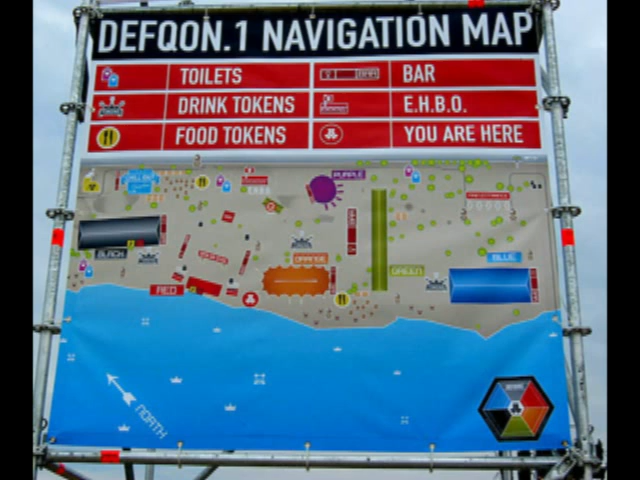 DEFQON.1 NAVIGATION MAP
TOILETS
BAR
DRINK TOKENS
E.H.B.O.
FOOD TOKENS
YOU ARE HERE
PURPLE
BLACK
ORANGE
GREEN
BLUE
RED
NORTH